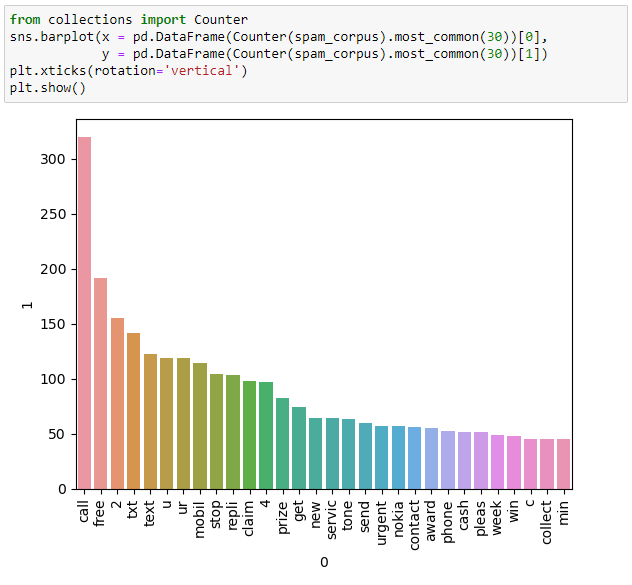 from collections import Counter
sns.barplot(x = pd.DataFrame(Counter(spam_corpus).most_common(30))[0],
            y = pd.DataFrame(Counter(spam_corpus).most_common(30))[1])
plt.xticks(rotation='vertical')
plt.show()
300
250
200
150
100
50
0
1
call
free
2
txt
text
u
ur
mobil
stop
repli
claim
4
prize
get
new
servic
tone
send
urgent
nokia
contact
award
phone
cash
pleas
week
win
c
collect
min
0